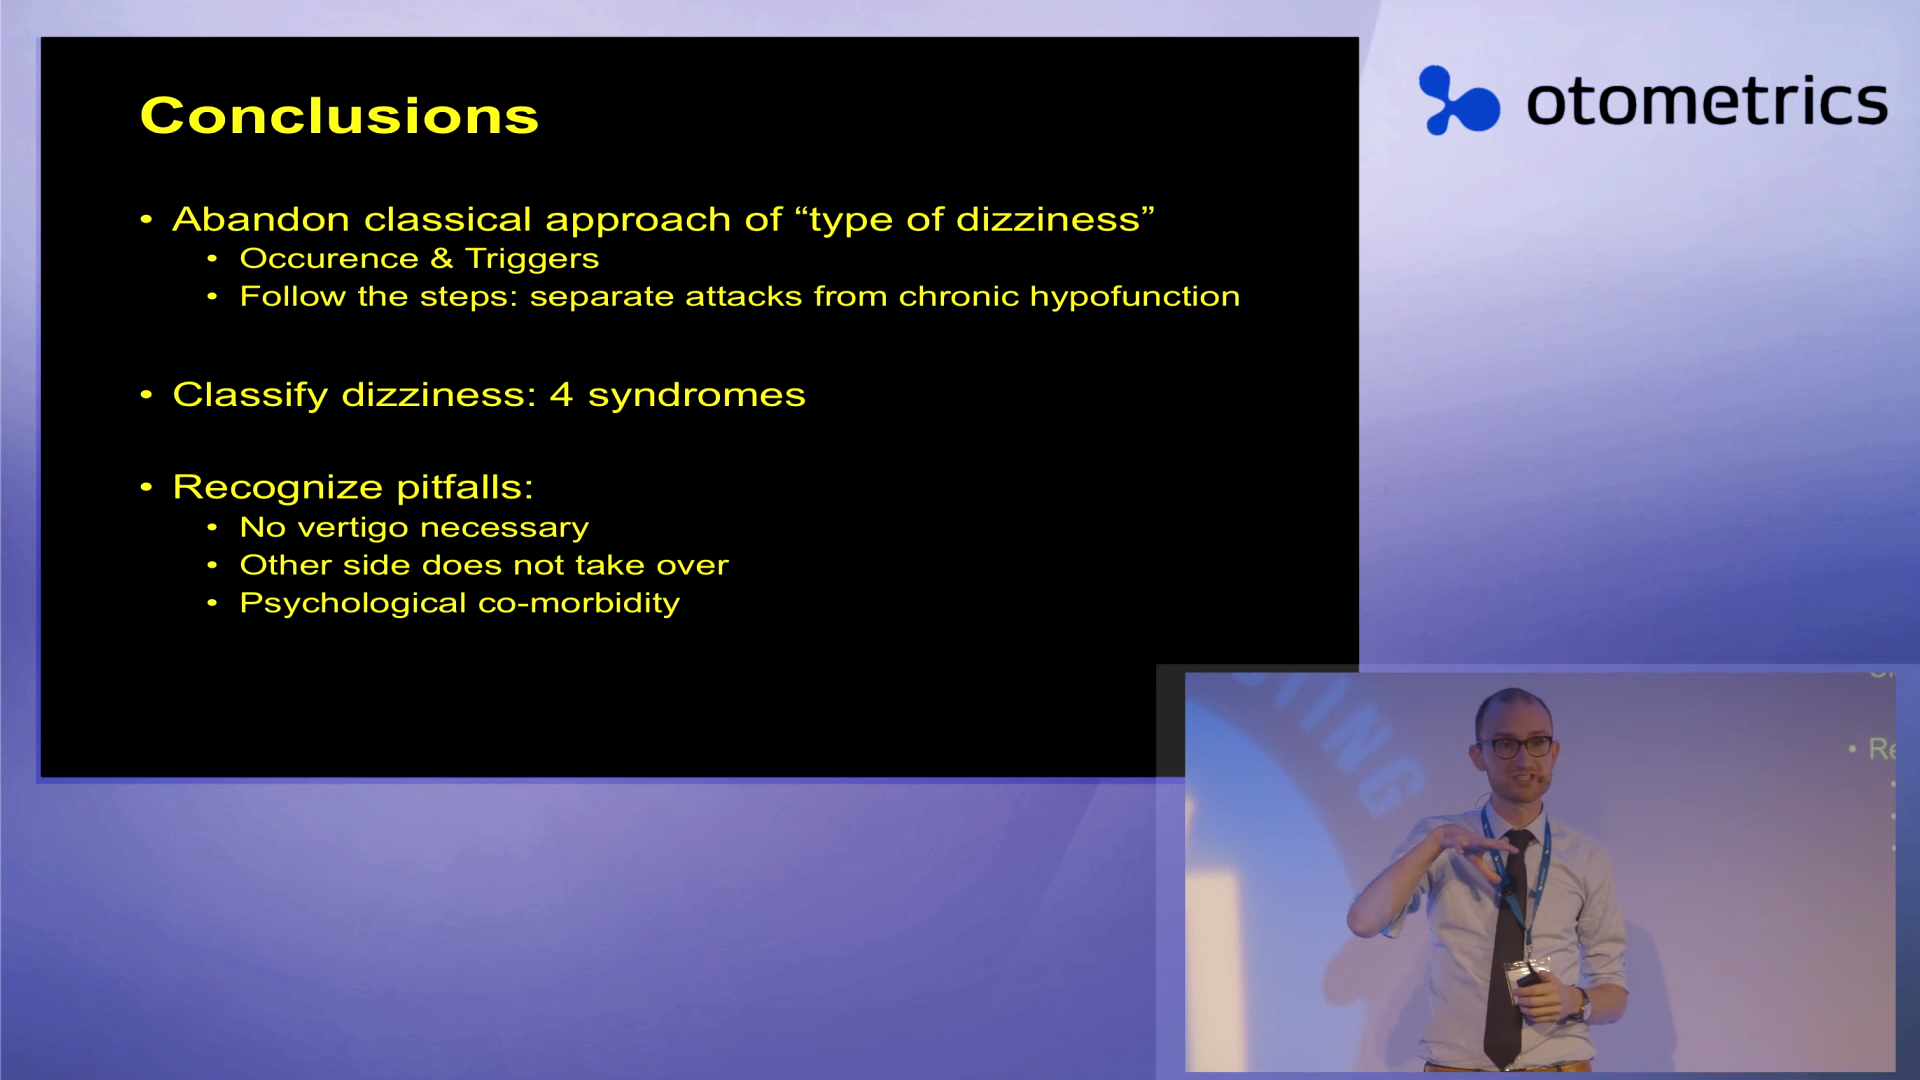 Conclusions
otometrics
• Abandon classical approach of “type of dizziness”
• Occurence & Triggers
• Follow the steps: separate attacks from chronic hypofunction
• Classify dizziness: 4 syndromes
• Recognize pitfalls:
• No vertigo necessary
• Other side does not take over
• Psychological co-morbidity
• Re